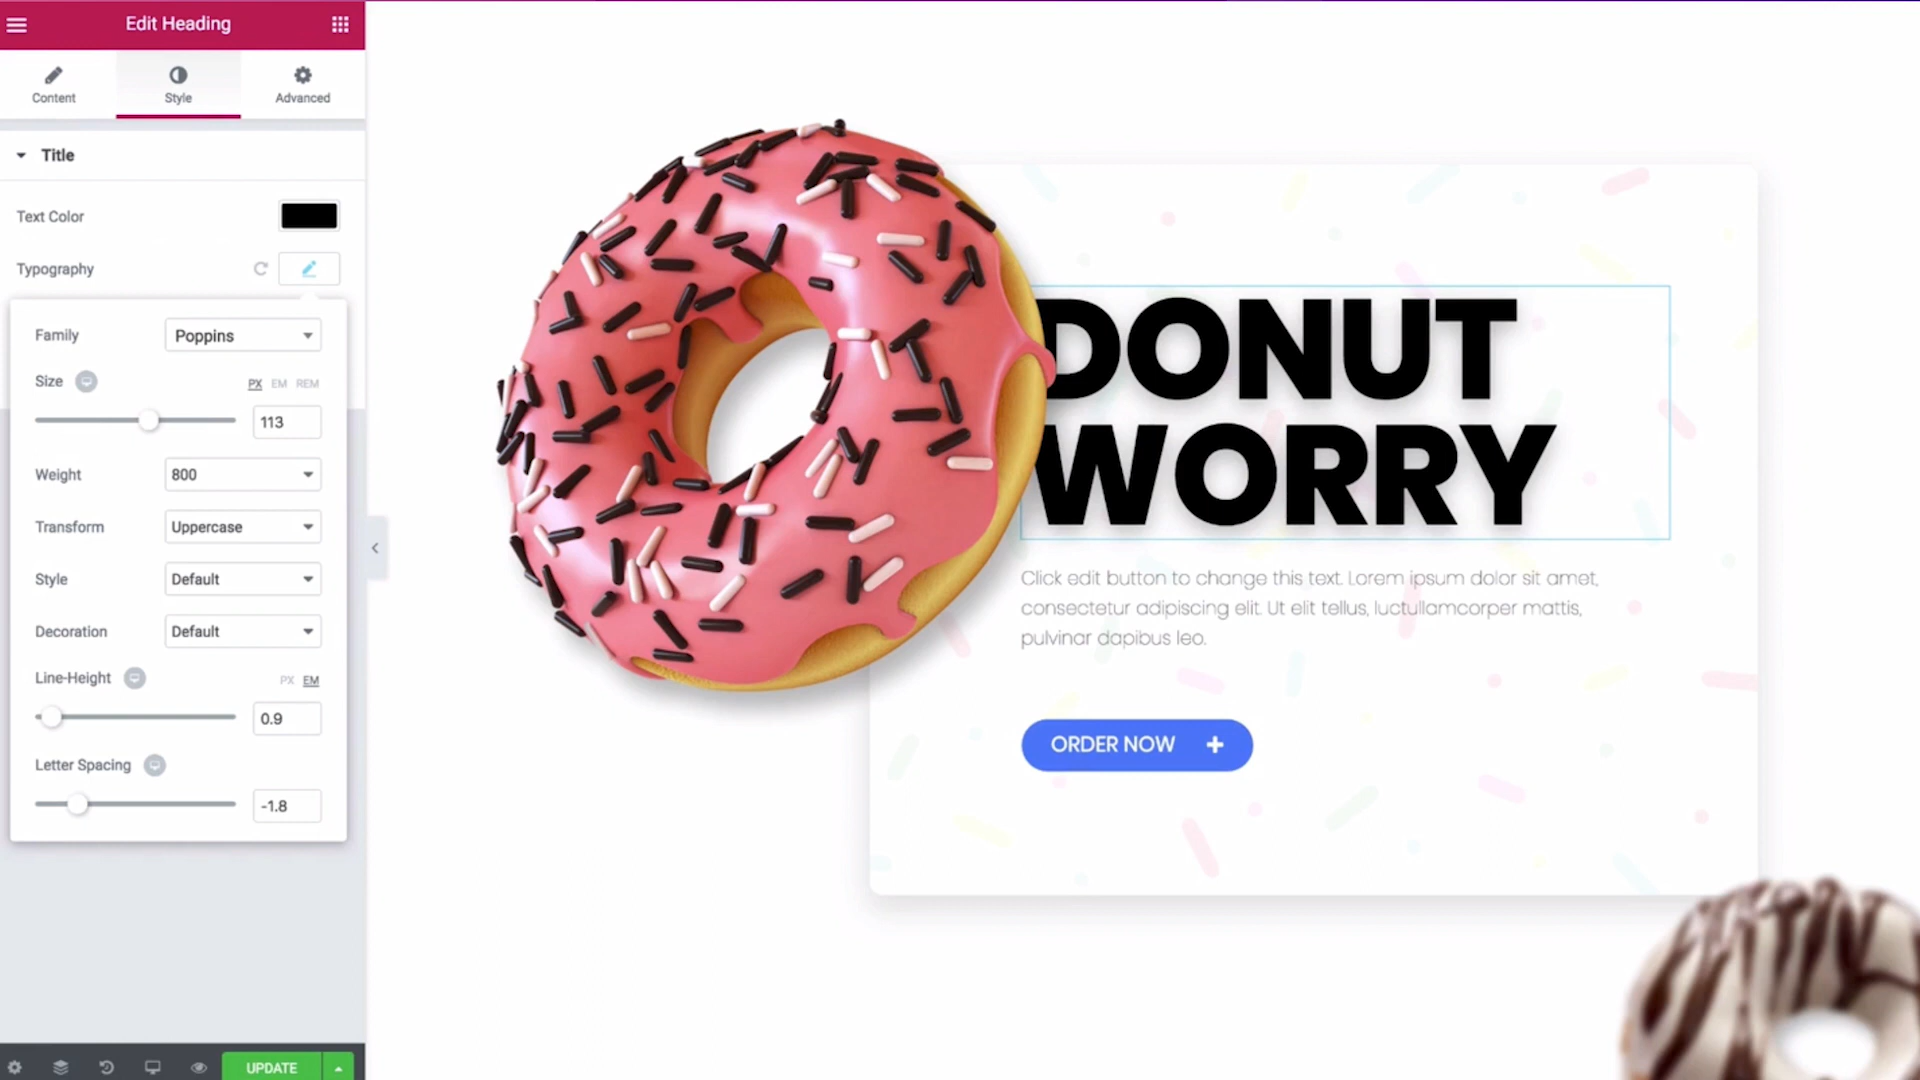 Edit Heading
Content
Style
Advanced
Title
Text Color
Typography
Family
Poppins
Size
PX EM REM
113
Weight
800
Transform
Uppercase
Style
Default
Decoration
Default
Line-Height
PX EM
0.9
Letter Spacing
-1.8
UPDATE
DONUT
WORRY
Click edit button to change this text. Lorem ipsum dolor sit amet,
consectetur adipiscing elit. Ut elit tellus, luctullamcorper mattis,
pulvinar dapibus leo.
ORDER NOW +